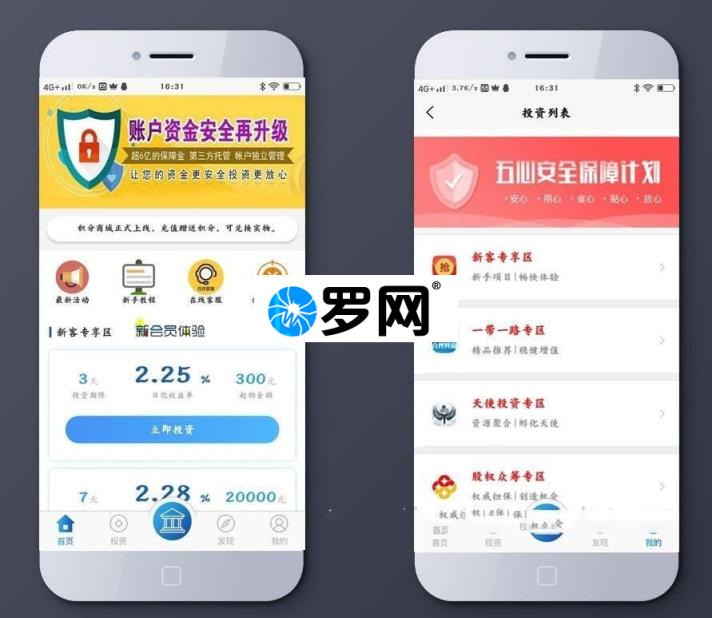 4G+ 0K/s 16:31
账户资金安全再升级
超6亿的保障金 第三方托管 帐户独立管理
让您的资金更安全投资更放心
积分商城正式上线，充值赠送积分，可兑换实物。
最新活动 新手教程 在线客服
新客专享区 新会员体验
3天 2.25 % 300元
投资期限 日化收益率 起购金额
立即投资
7天 2.28 % 20000元
首页 投资 发现 我的
罗网®
4G+ 3.7K/s 16:31
投资列表
五心安全保障计划
·安心 ·用心 ·省心 ·贴心 ·放心
抢
新客专享区
新手项目|畅快体验
一带一路专区
精品推荐|稳健增值
天使投资专区
资源聚合|孵化天使
股权众筹专区
权威担保|创造机会
首页
首页 投资 发现 我的